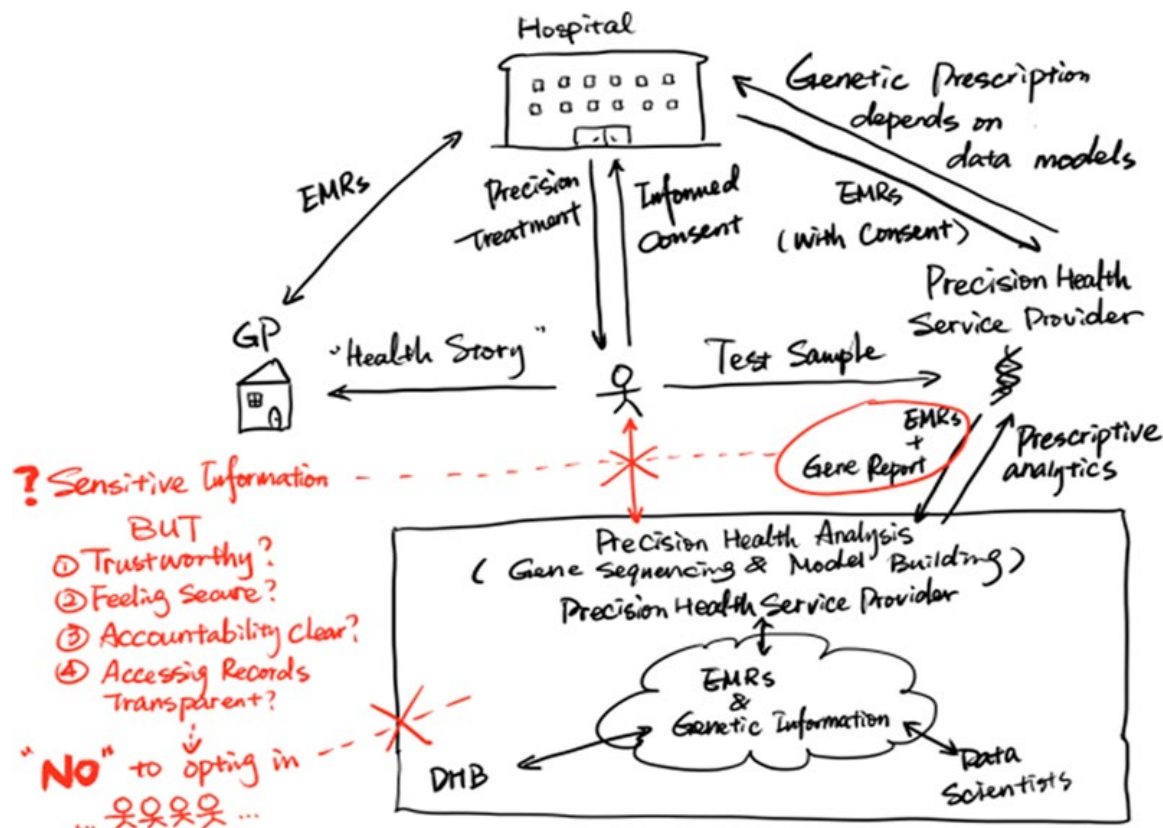 Hospital
Genetic Prescription
depends on
data models
EMRs
Precision
Treatment
Informed
Consent
EMRs
(With Consent)
Precision Health
Service Provider
GP
"Health Story"
Test Sample
EMRs
+
Gene Report
Prescriptive
analytics
? Sensitive Information
BUT
① Trustworthy?
② Feeling Secure?
③ Accountability Clear?
④ Accessing Records
Transparent?
"NO" to opting in
... ...
Precision Health Analysis
( Gene Sequencing & Model Building )
Precision Health Service Provider
EMRs
&
Genetic Information
DHB
Data
Scientists